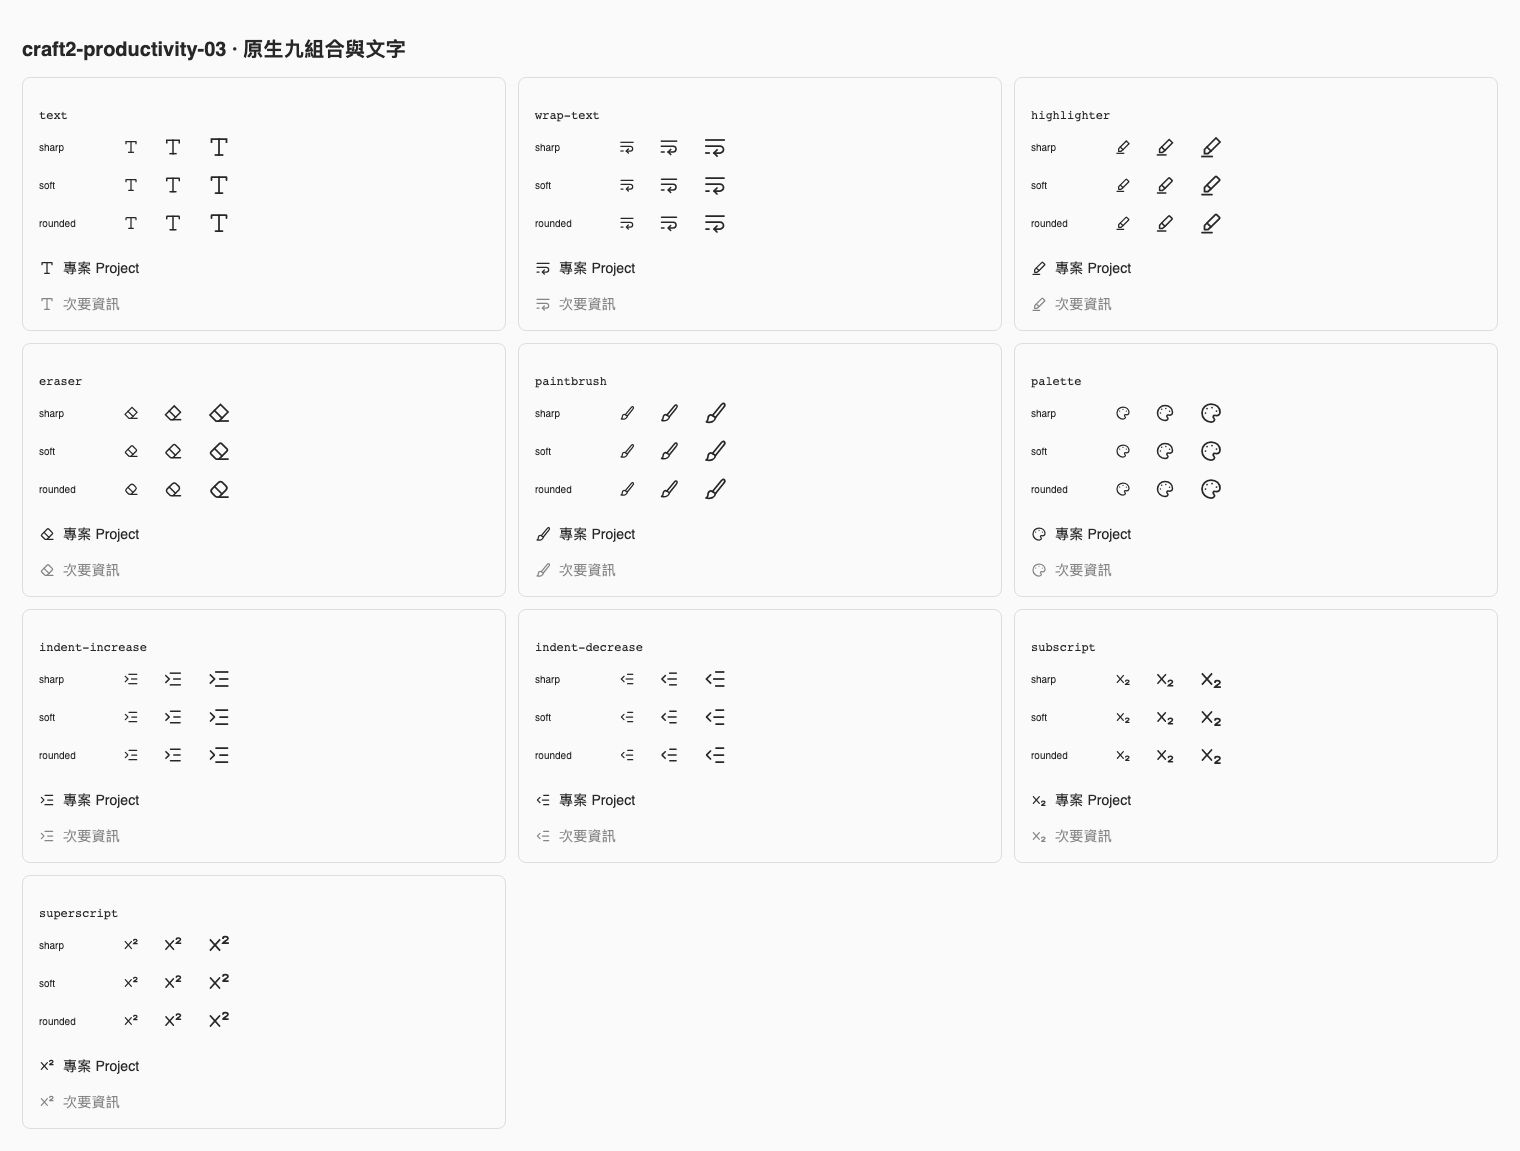 craft2-productivity-03 · 原生九組合與文字
text
sharp
soft
rounded
專案 Project
次要資訊
wrap-text
sharp
soft
rounded
專案 Project
次要資訊
highlighter
sharp
soft
rounded
專案 Project
次要資訊
eraser
sharp
soft
rounded
專案 Project
次要資訊
paintbrush
sharp
soft
rounded
專案 Project
次要資訊
palette
sharp
soft
rounded
專案 Project
次要資訊
indent-increase
sharp
soft
rounded
專案 Project
次要資訊
indent-decrease
sharp
soft
rounded
專案 Project
次要資訊
subscript
sharp
soft
rounded
專案 Project
次要資訊
superscript
sharp
soft
rounded
專案 Project
次要資訊